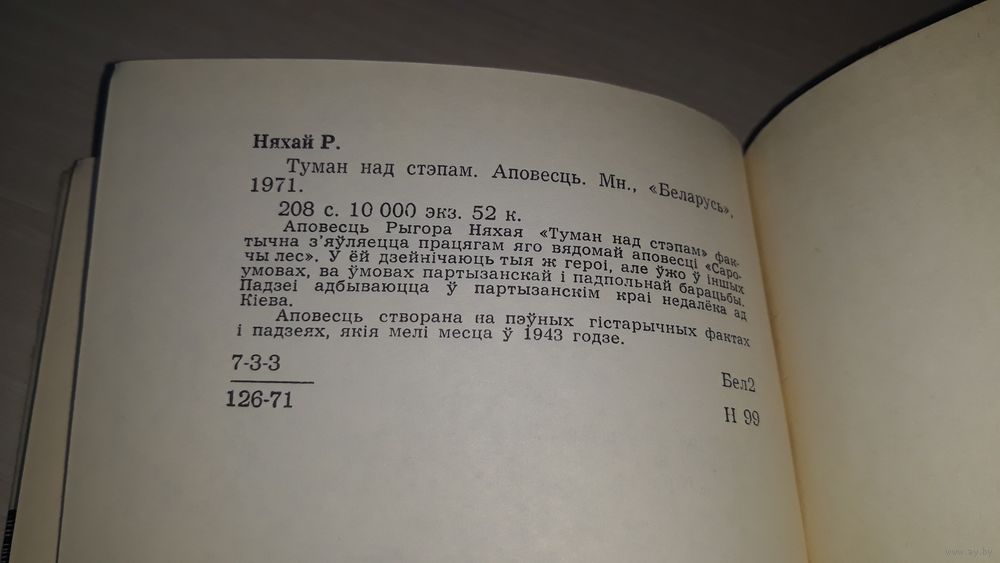 Няхай Р.
Туман над стэпам. Аповесць. Мн., «Беларусь»,
1971.
208 с. 10 000 экз. 52 к.
Аповесць Рыгора Няхая «Туман над стэпам» фак-
тычна з’яўляецца працягам яго вядомай аповесці «Саро-
чы лес». У ёй дзейнічаюць тыя ж героі, але ўжо ў іншых
умовах, ва ўмовах партызанскай і падпольнай барацьбы.
Падзеі адбываюцца ў партызанскім краі недалёка ад
Кіева.
Аповесць створана на пэўных гістарычных фактах
і падзеях, якія мелі месца ў 1943 годзе.
7-3-3
126-71
Бел2
Н 99
www.ay.by